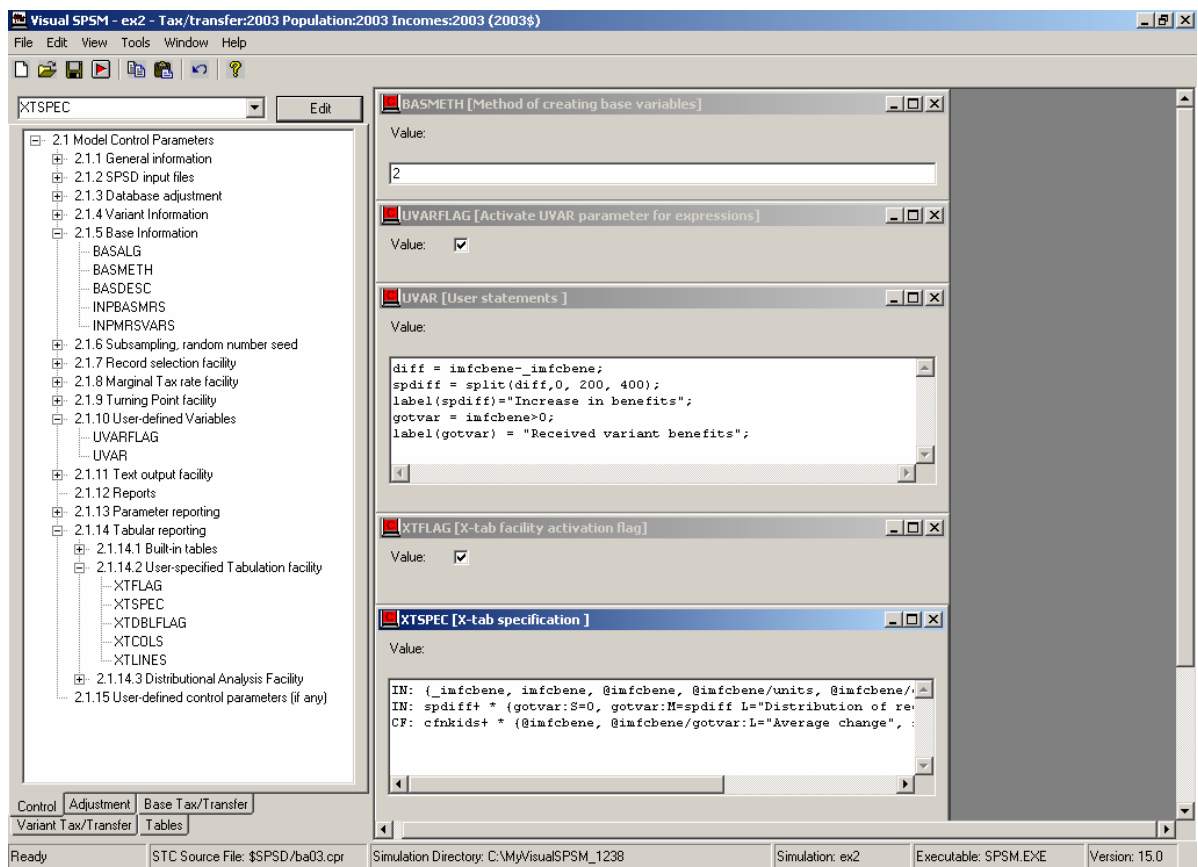 Visual SPSM - ex2 - Tax/transfer:2003 Population:2003 Incomes:2003 (2003$)
File Edit View Tools Window Help
XTSPEC Edit
2.1 Model Control Parameters
2.1.1 General information
2.1.2 SPSD input files
2.1.3 Database adjustment
2.1.4 Variant Information
2.1.5 Base Information
BASALG
BASMETH
BASDESC
INPBASMRS
INPMRSVARS
2.1.6 Subsampling, random number seed
2.1.7 Record selection facility
2.1.8 Marginal Tax rate facility
2.1.9 Turning Point facility
2.1.10 User-defined Variables
UVARFLAG
UVAR
2.1.11 Text output facility
2.1.12 Reports
2.1.13 Parameter reporting
2.1.14 Tabular reporting
2.1.14.1 Built-in tables
2.1.14.2 User-specified Tabulation facility
XTFLAG
XTSPEC
XTDBLFLAG
XTCOLS
XTLINES
2.1.14.3 Distributional Analysis Facility
2.1.15 User-defined control parameters (if any)
Control Adjustment Base Tax/Transfer
Variant Tax/Transfer Tables
BASMETH [Method of creating base variables]
Value:
2
UVARFLAG [Activate UVAR parameter for expressions]
Value:
UVAR [User statements ]
Value:
diff = imfcbene-_imfcbene;
spdiff = split(diff,0, 200, 400);
label(spdiff)="Increase in benefits";
gotvar = imfcbene>0;
label(gotvar) = "Received variant benefits";
XTFLAG [X-tab facility activation flag]
Value:
XTSPEC [X-tab specification ]
Value:
IN: {_imfcbene, imfcbene, @imfcbene, @imfcbene/units, @imfcbene/
IN: spdiff+ * {gotvar:S=0, gotvar:M=spdiff L="Distribution of re
CF: cfnkids+ * {@imfcbene, @imfcbene/gotvar:L="Average change",
Ready STC Source File: $SPSD/ba03.cpr Simulation Directory: C:\MyVisualSPSM_1238 Simulation: ex2 Executable: SPSM.EXE Version: 15.0